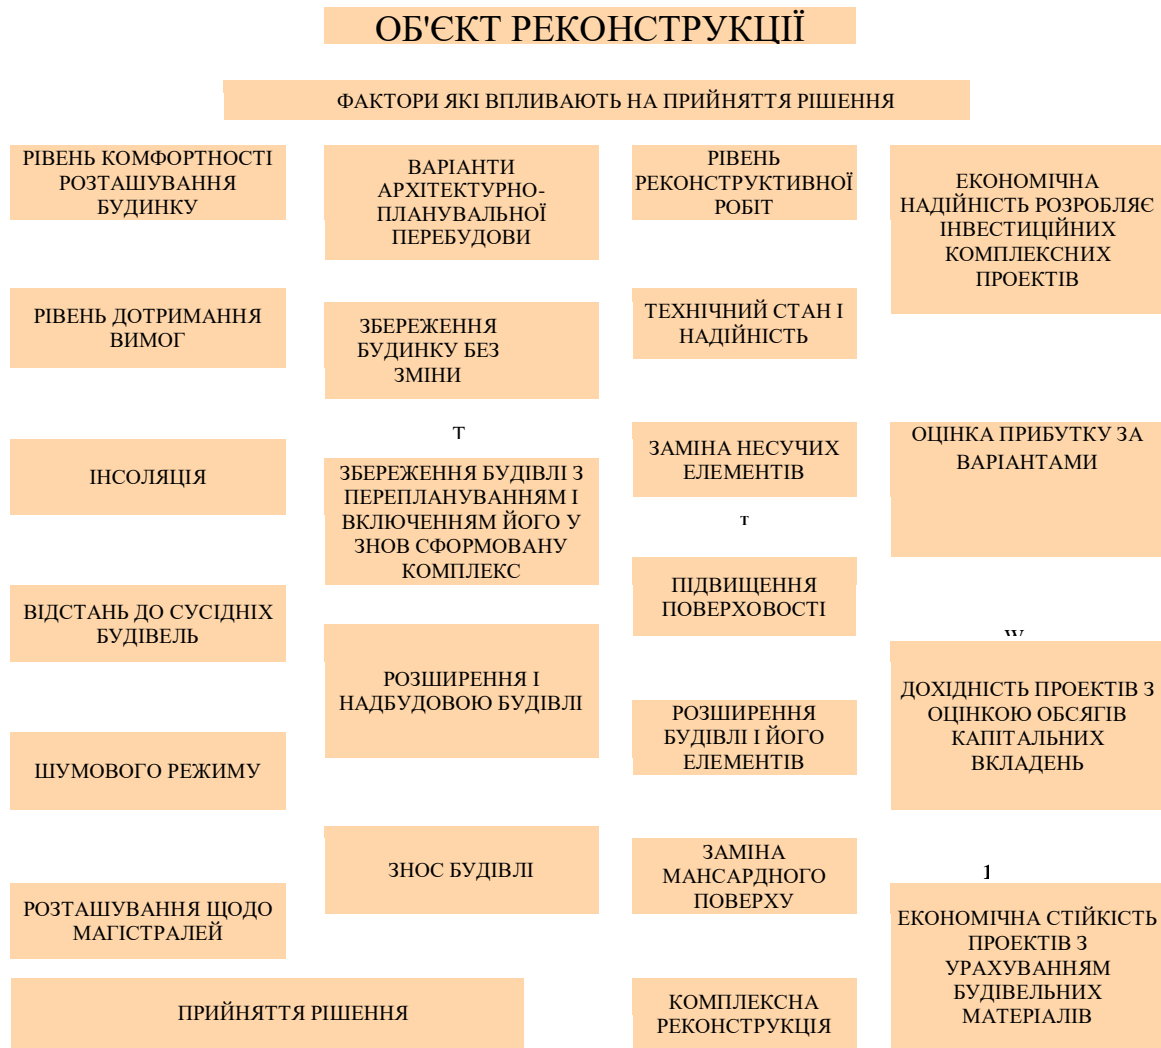 ОБ'ЄКТ РЕКОНСТРУКЦІЇ
ФАКТОРИ ЯКІ ВПЛИВАЮТЬ НА ПРИЙНЯТТЯ РІШЕННЯ
РІВЕНЬ КОМФОРТНОСТІ
РОЗТАШУВАННЯ
БУДИНКУ
РІВЕНЬ ДОТРИМАННЯ
ВИМОГ
ІНСОЛЯЦІЯ
ВІДСТАНЬ ДО СУСІДНІХ
БУДІВЕЛЬ
ШУМОВОГО РЕЖИМУ
РОЗТАШУВАННЯ ЩОДО
МАГІСТРАЛЕЙ
ПРИЙНЯТТЯ РІШЕННЯ
ВАРІАНТИ
АРХІТЕКТУРНО-
ПЛАНУВАЛЬНОЇ
ПЕРЕБУДОВИ
ЗБЕРЕЖЕННЯ
БУДИНКУ БЕЗ
ЗМІНИ
Т
ЗБЕРЕЖЕННЯ БУДІВЛІ З
ПЕРЕПЛАНУВАННЯМ І
ВКЛЮЧЕННЯМ ЙОГО У
ЗНОВ СФОРМОВАНУ
КОМПЛЕКС
РОЗШИРЕННЯ І
НАДБУДОВОЮ БУДІВЛІ
ЗНОС БУДІВЛІ
РІВЕНЬ
РЕКОНСТРУКТИВНОЇ
РОБІТ
ТЕХНІЧНИЙ СТАН І
НАДІЙНІСТЬ
ЗАМІНА НЕСУЧИХ
ЕЛЕМЕНТІВ
т
ПІДВИЩЕННЯ
ПОВЕРХОВОСТІ
РОЗШИРЕННЯ
БУДІВЛІ І ЙОГО
ЕЛЕМЕНТІВ
ЗАМІНА
МАНСАРДНОГО
ПОВЕРХУ
КОМПЛЕКСНА
РЕКОНСТРУКЦІЯ
ЕКОНОМІЧНА
НАДІЙНІСТЬ РОЗРОБЛЯЄ
ІНВЕСТИЦІЙНИХ
КОМПЛЕКСНИХ
ПРОЕКТІВ
ОЦІНКА ПРИБУТКУ ЗА
ВАРІАНТАМИ
ДОХІДНІСТЬ ПРОЕКТІВ З
ОЦІНКОЮ ОБСЯГІВ
КАПІТАЛЬНИХ
ВКЛАДЕНЬ
1
ЕКОНОМІЧНА СТІЙКІСТЬ
ПРОЕКТІВ З
УРАХУВАННЯМ
БУДІВЕЛЬНИХ
МАТЕРІАЛІВ